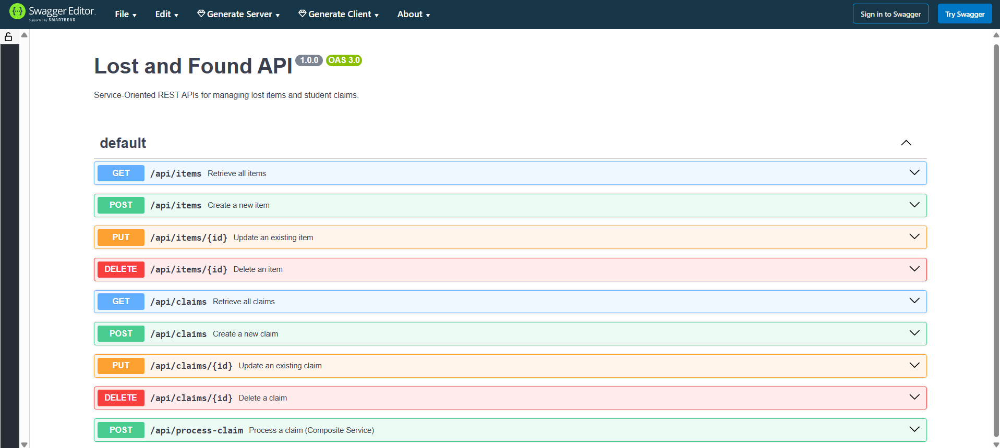 Swagger Editor.
Supported by SMARTBEAR
File
Edit
Generate Server
Generate Client
About
Sign in to Swagger
Try Swagger
Lost and Found API 1.0.0 OAS 3.0
Service-Oriented REST APIs for managing lost items and student claims.
default
GET /api/items Retrieve all items
POST /api/items Create a new item
PUT /api/items/{id} Update an existing item
DELETE /api/items/{id} Delete an item
GET /api/claims Retrieve all claims
POST /api/claims Create a new claim
PUT /api/claims/{id} Update an existing claim
DELETE /api/claims/{id} Delete a claim
POST /api/process-claim Process a claim (Composite Service)